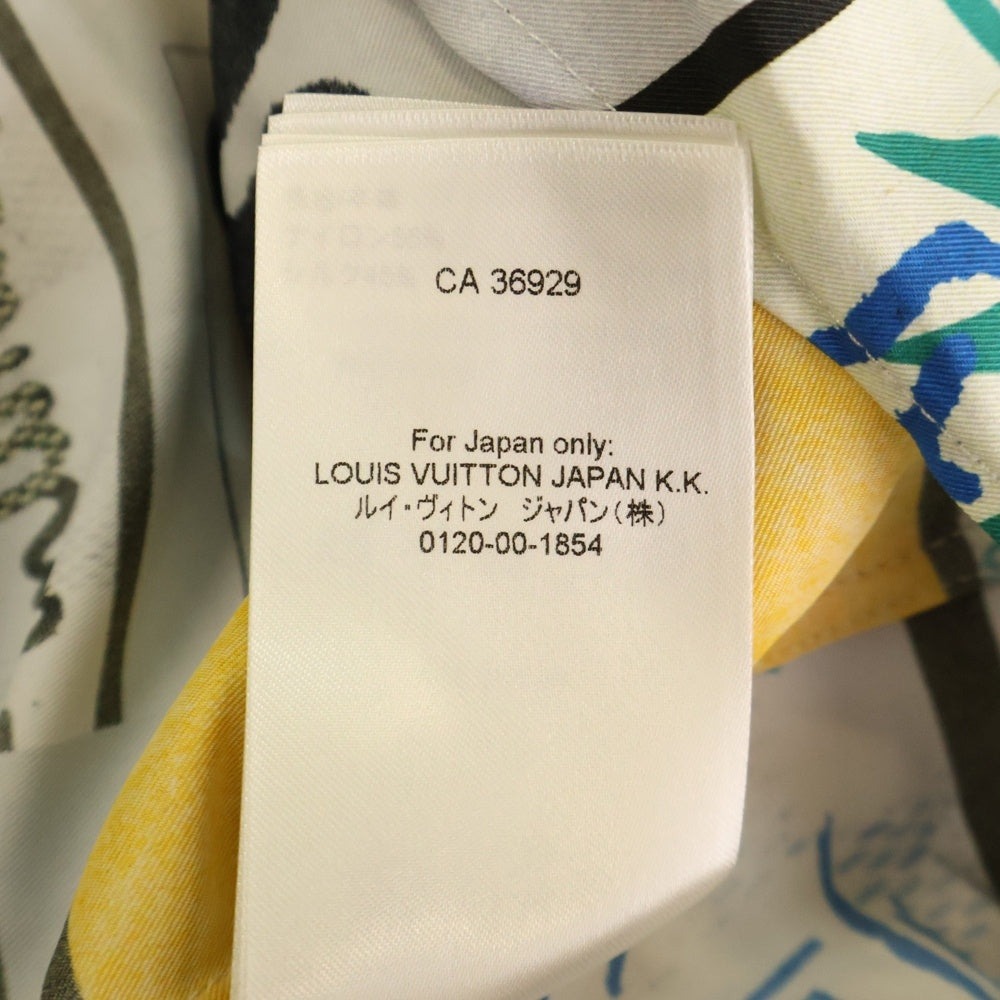 CA 36929
For Japan only:
LOUIS VUITTON JAPAN K.K.
ルイ・ヴィトン ジャパン(株)
0120-00-1854